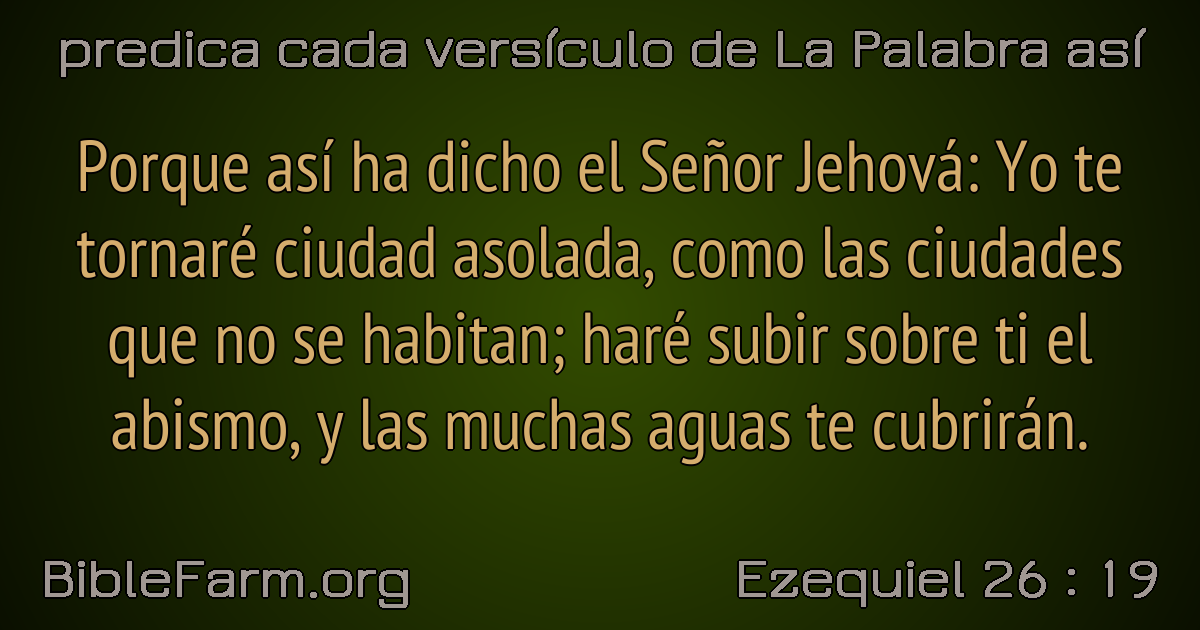 predica cada versículo de La Palabra así
Porque así ha dicho el Señor Jehová: Yo te
tornaré ciudad asolada, como las ciudades
que no se habitan; haré subir sobre ti el
abismo, y las muchas aguas te cubrirán.
BibleFarm.org
Ezequiel 26 : 19